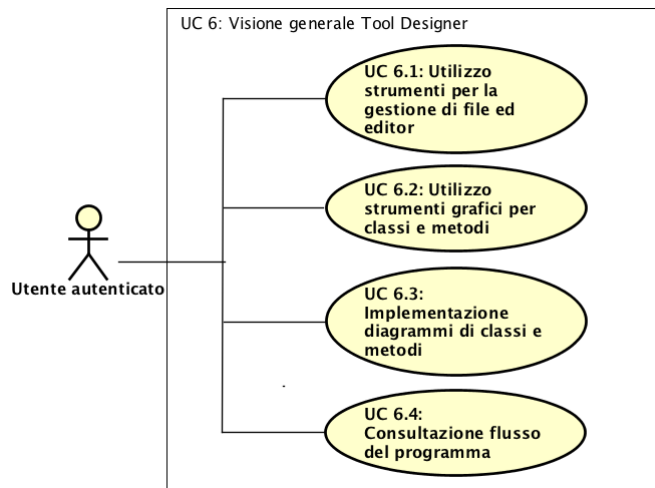 UC 6: Visione generale Tool Designer
UC 6.1: Utilizzo
strumenti per la
gestione di file ed
editor
UC 6.2: Utilizzo
strumenti grafici per
classi e metodi
Utente autenticato
UC 6.3:
Implementazione
diagrammi di classi e
metodi
UC 6.4:
Consultazione flusso
del programma